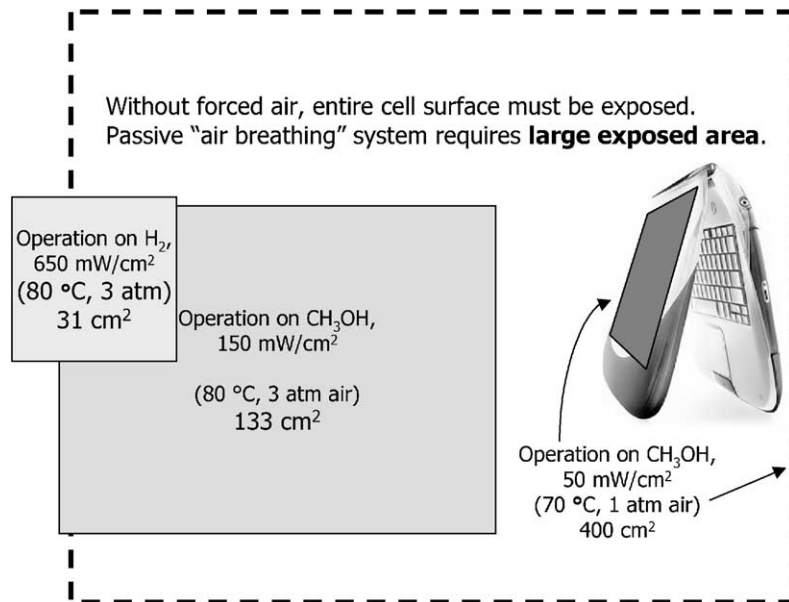 Without forced air, entire cell surface must be exposed.
Passive “air breathing” system requires large exposed area.
Operation on H₂,
650 mW/cm²
(80 °C, 3 atm)
31 cm²
Operation on CH₃OH,
150 mW/cm²
(80 °C, 3 atm air)
133 cm²
Operation on CH₃OH,
50 mW/cm²
(70 °C, 1 atm air)
400 cm²